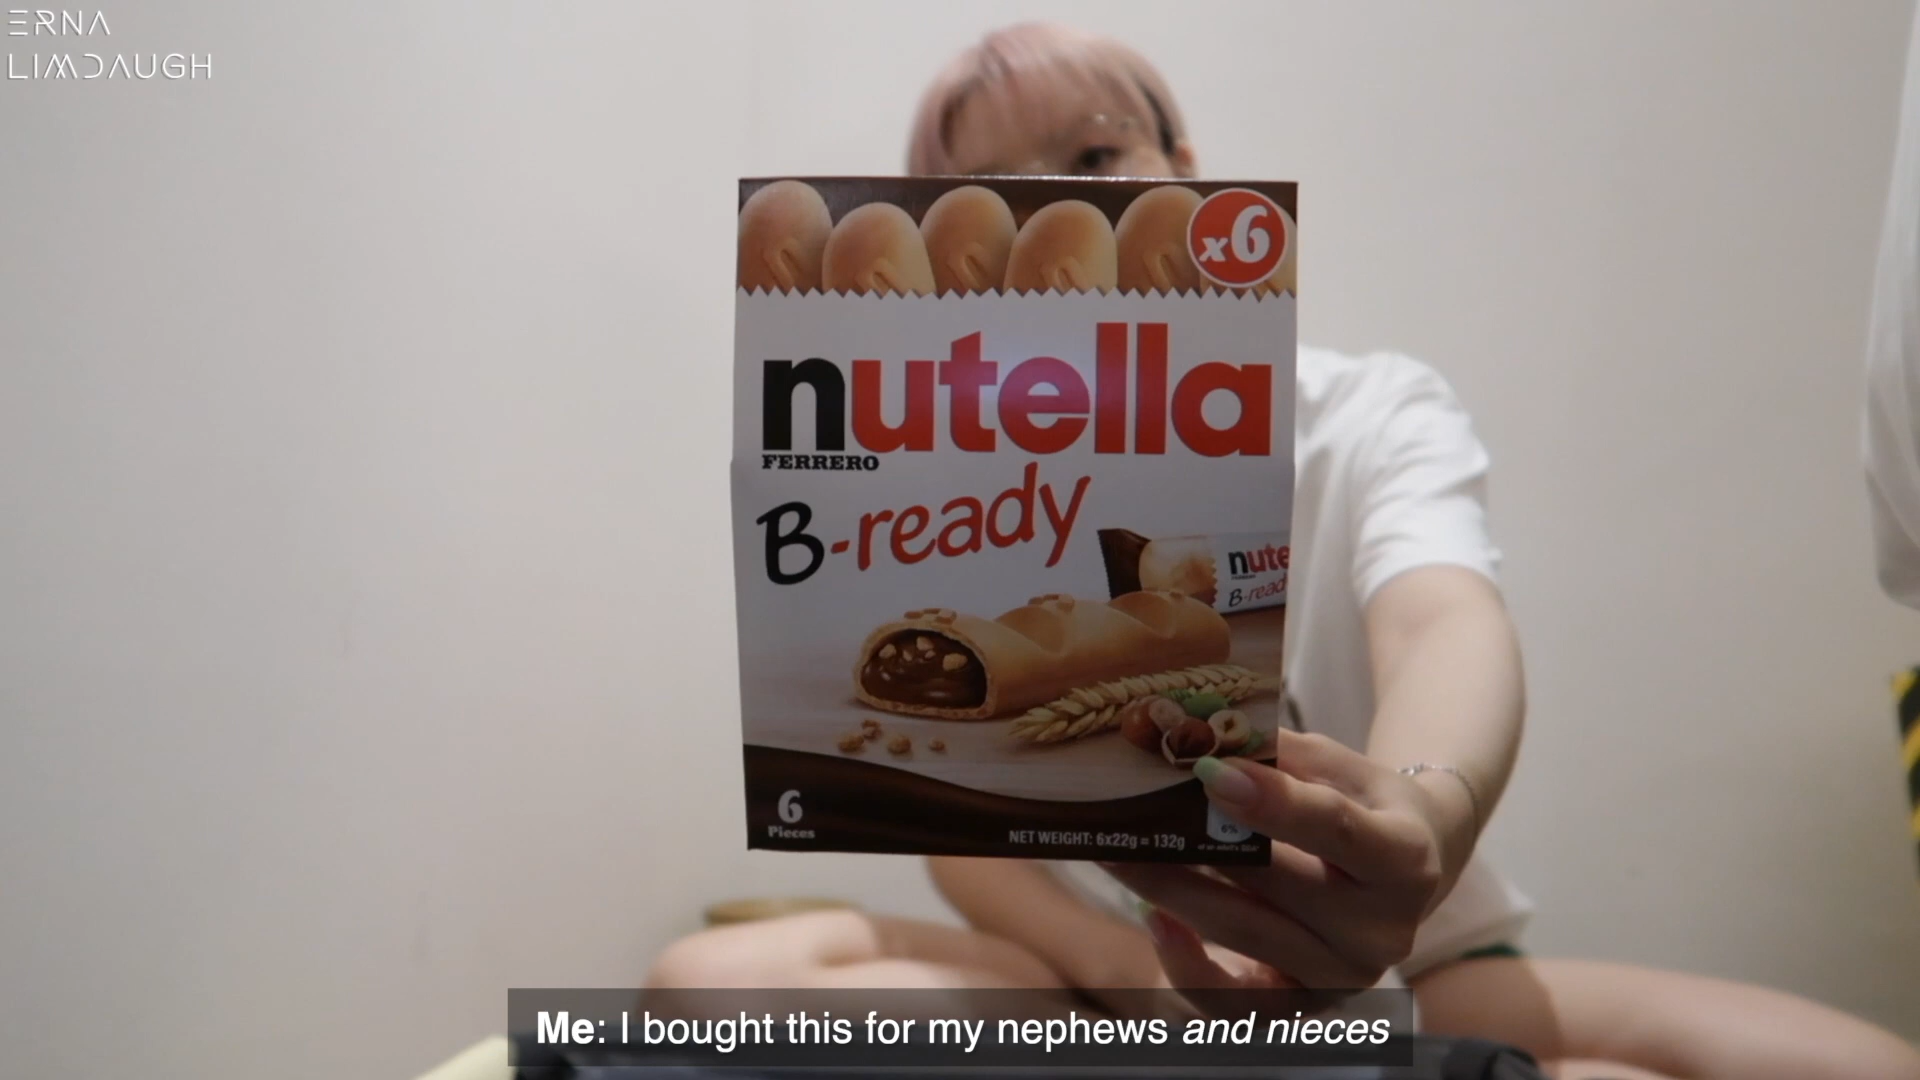 ERNA
LIMDAUGH
x6
nutella
FERRERO
B-ready
nute
B-read
6
Pieces
NET WEIGHT: 6x22g = 132g
6%
Me: I bought this for my nephews and nieces